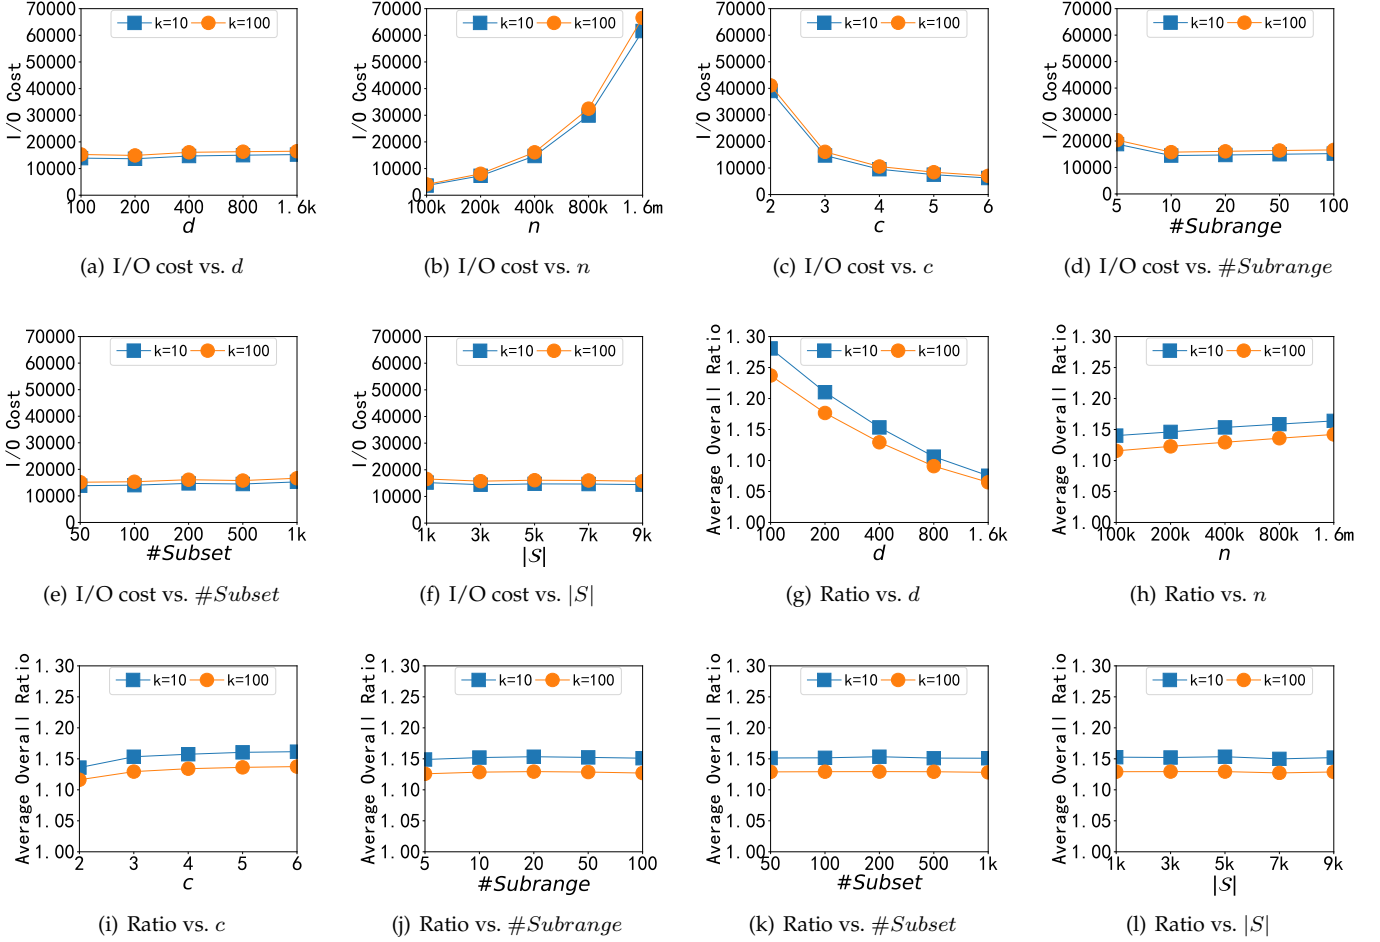 70000
60000
50000
40000
30000
20000
10000
0
I/O Cost
k=10 k=100
100 200 400 800 1.6k
d
(a) I/O cost vs. d
70000
60000
50000
40000
30000
20000
10000
0
I/O Cost
k=10 k=100
100k 200k 400k 800k 1.6m
n
(b) I/O cost vs. n
70000
60000
50000
40000
30000
20000
10000
0
I/O Cost
k=10 k=100
2 3 4 5 6
c
(c) I/O cost vs. c
70000
60000
50000
40000
30000
20000
10000
0
I/O Cost
k=10 k=100
5 10 20 50 100
#Subrange
(d) I/O cost vs. #Subrange
70000
60000
50000
40000
30000
20000
10000
0
I/O Cost
k=10 k=100
50 100 200 500 1k
#Subset
(e) I/O cost vs. #Subset
70000
60000
50000
40000
30000
20000
10000
0
I/O Cost
k=10 k=100
1k 3k 5k 7k 9k
|S|
(f) I/O cost vs. |S|
1.30
1.25
1.20
1.15
1.10
1.05
1.00
Average Overall Ratio
k=10 k=100
100 200 400 800 1.6k
d
(g) Ratio vs. d
1.30
1.25
1.20
1.15
1.10
1.05
1.00
Average Overall Ratio
k=10 k=100
100k 200k 400k 800k 1.6m
n
(h) Ratio vs. n
1.30
1.25
1.20
1.15
1.10
1.05
1.00
Average Overall Ratio
k=10 k=100
2 3 4 5 6
c
(i) Ratio vs. c
1.30
1.25
1.20
1.15
1.10
1.05
1.00
Average Overall Ratio
k=10 k=100
5 10 20 50 100
#Subrange
(j) Ratio vs. #Subrange
1.30
1.25
1.20
1.15
1.10
1.05
1.00
Average Overall Ratio
k=10 k=100
50 100 200 500 1k
#Subset
(k) Ratio vs. #Subset
1.30
1.25
1.20
1.15
1.10
1.05
1.00
Average Overall Ratio
k=10 k=100
1k 3k 5k 7k 9k
|S|
(l) Ratio vs. |S|